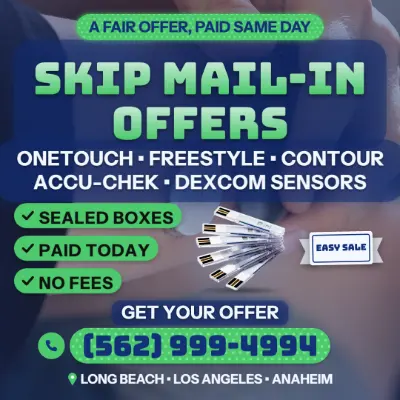 A FAIR OFFER, PAID SAME DAY
SKIP MAIL-IN
OFFERS
ONETOUCH ▪ FREESTYLE ▪ CONTOUR
ACCU-CHEK ▪ DEXCOM SENSORS
✓ SEALED BOXES
✓ PAID TODAY
✓ NO FEES
EASY SALE
GET YOUR OFFER
(562) 999-4994
LONG BEACH ▪ LOS ANGELES ▪ ANAHEIM